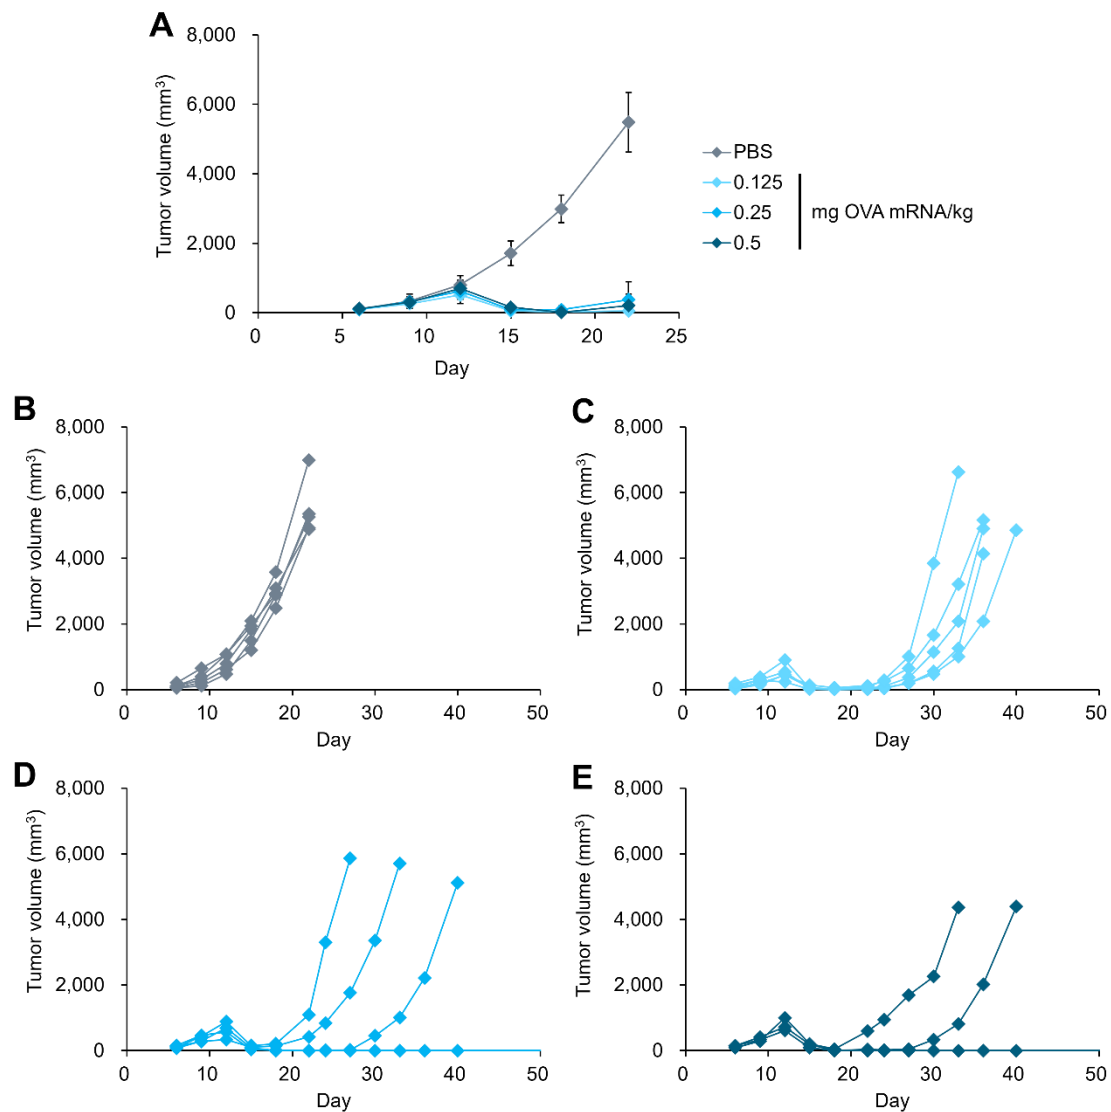 A
8,000
6,000
4,000
2,000
0
Tumor volume (mm³)
0 5 10 15 20 25
Day
PBS
0.125
0.25
0.5
mg OVA mRNA/kg
B
8,000
6,000
4,000
2,000
0
Tumor volume (mm³)
0 10 20 30 40 50
Day
C
8,000
6,000
4,000
2,000
0
Tumor volume (mm³)
0 10 20 30 40 50
Day
D
8,000
6,000
4,000
2,000
0
Tumor volume (mm³)
0 10 20 30 40 50
Day
E
8,000
6,000
4,000
2,000
0
Tumor volume (mm³)
0 10 20 30 40 50
Day